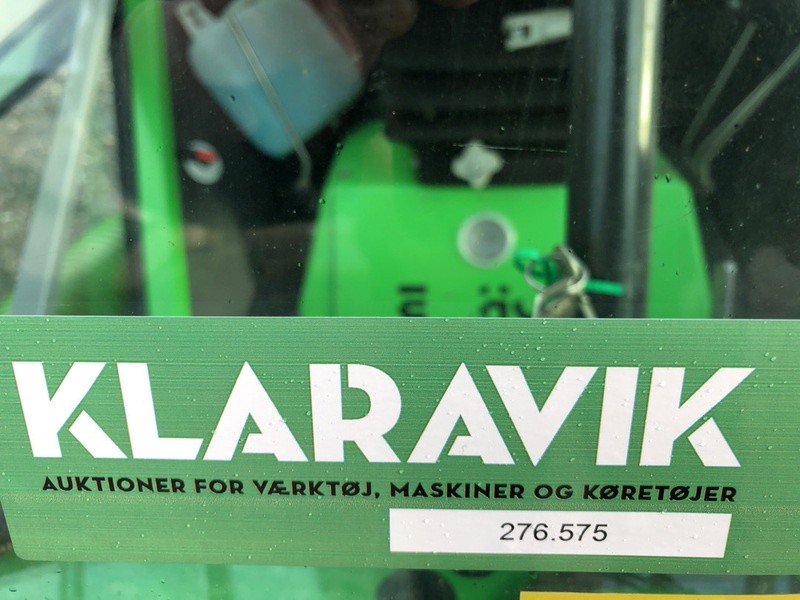 KLARAVIK
AUKTIONER FOR VÆRKTØJ, MASKINER OG KØRETØJER
276.575